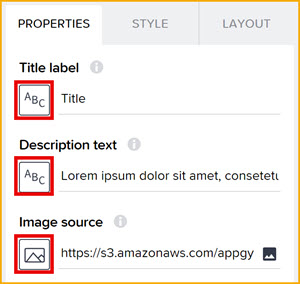 PROPERTIES STYLE LAYOUT
Title label i
ABC Title
Description text i
ABC Lorem ipsum dolor sit amet, consetetu
Image source i
https://s3.amazonaws.com/appgy